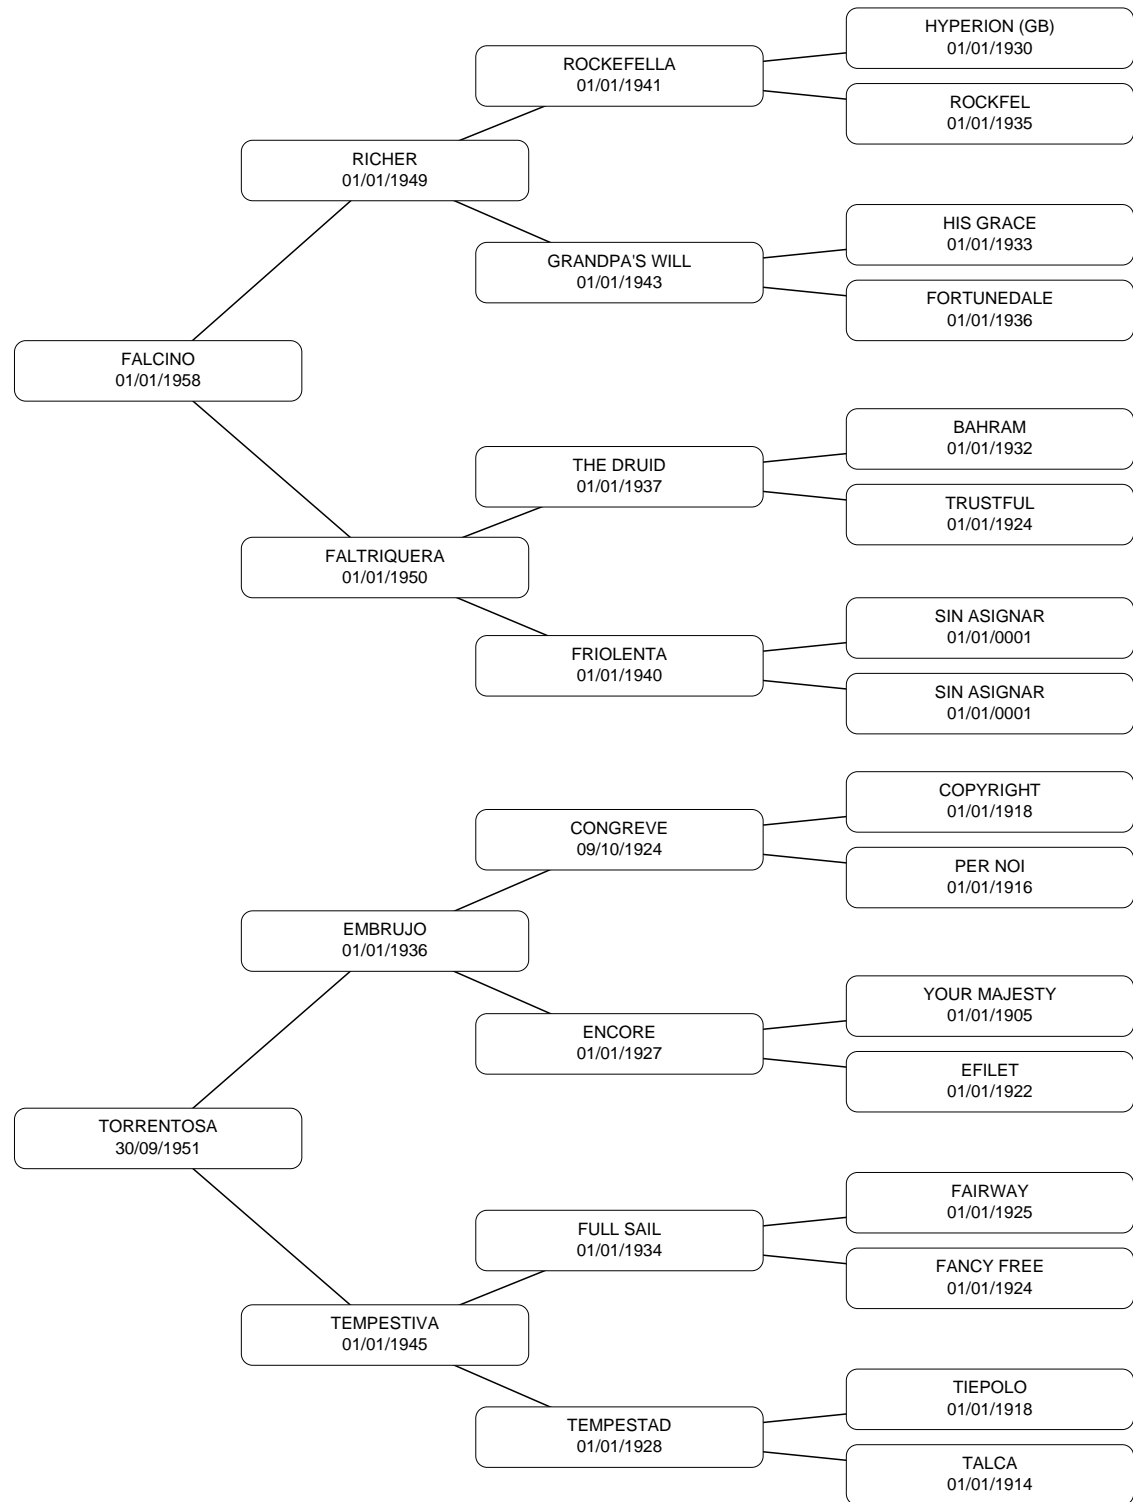 HYPERION (GB)
01/01/1930
ROCKEFELLA
01/01/1941
ROCKFEL
01/01/1935
RICHER
01/01/1949
HIS GRACE
01/01/1933
GRANDPA'S WILL
01/01/1943
FORTUNEDALE
01/01/1936
FALCINO
01/01/1958
BAHRAM
01/01/1932
THE DRUID
01/01/1937
TRUSTFUL
01/01/1924
FALTRIQUERA
01/01/1950
SIN ASIGNAR
01/01/0001
FRIOLENTA
01/01/1940
SIN ASIGNAR
01/01/0001
COPYRIGHT
01/01/1918
CONGREVE
09/10/1924
PER NOI
01/01/1916
EMBRUJO
01/01/1936
YOUR MAJESTY
01/01/1905
ENCORE
01/01/1927
EFILET
01/01/1922
TORRENTOSA
30/09/1951
FAIRWAY
01/01/1925
FULL SAIL
01/01/1934
FANCY FREE
01/01/1924
TEMPESTIVA
01/01/1945
TIEPOLO
01/01/1918
TEMPESTAD
01/01/1928
TALCA
01/01/1914